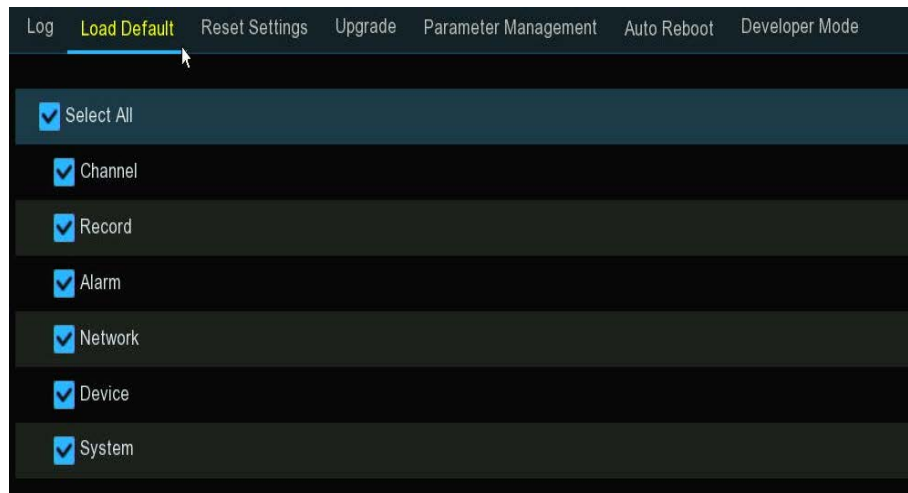 Log Load Default Reset Settings Upgrade Parameter Management Auto Reboot Developer Mode
Select All
Channel
Record
Alarm
Network
Device
System